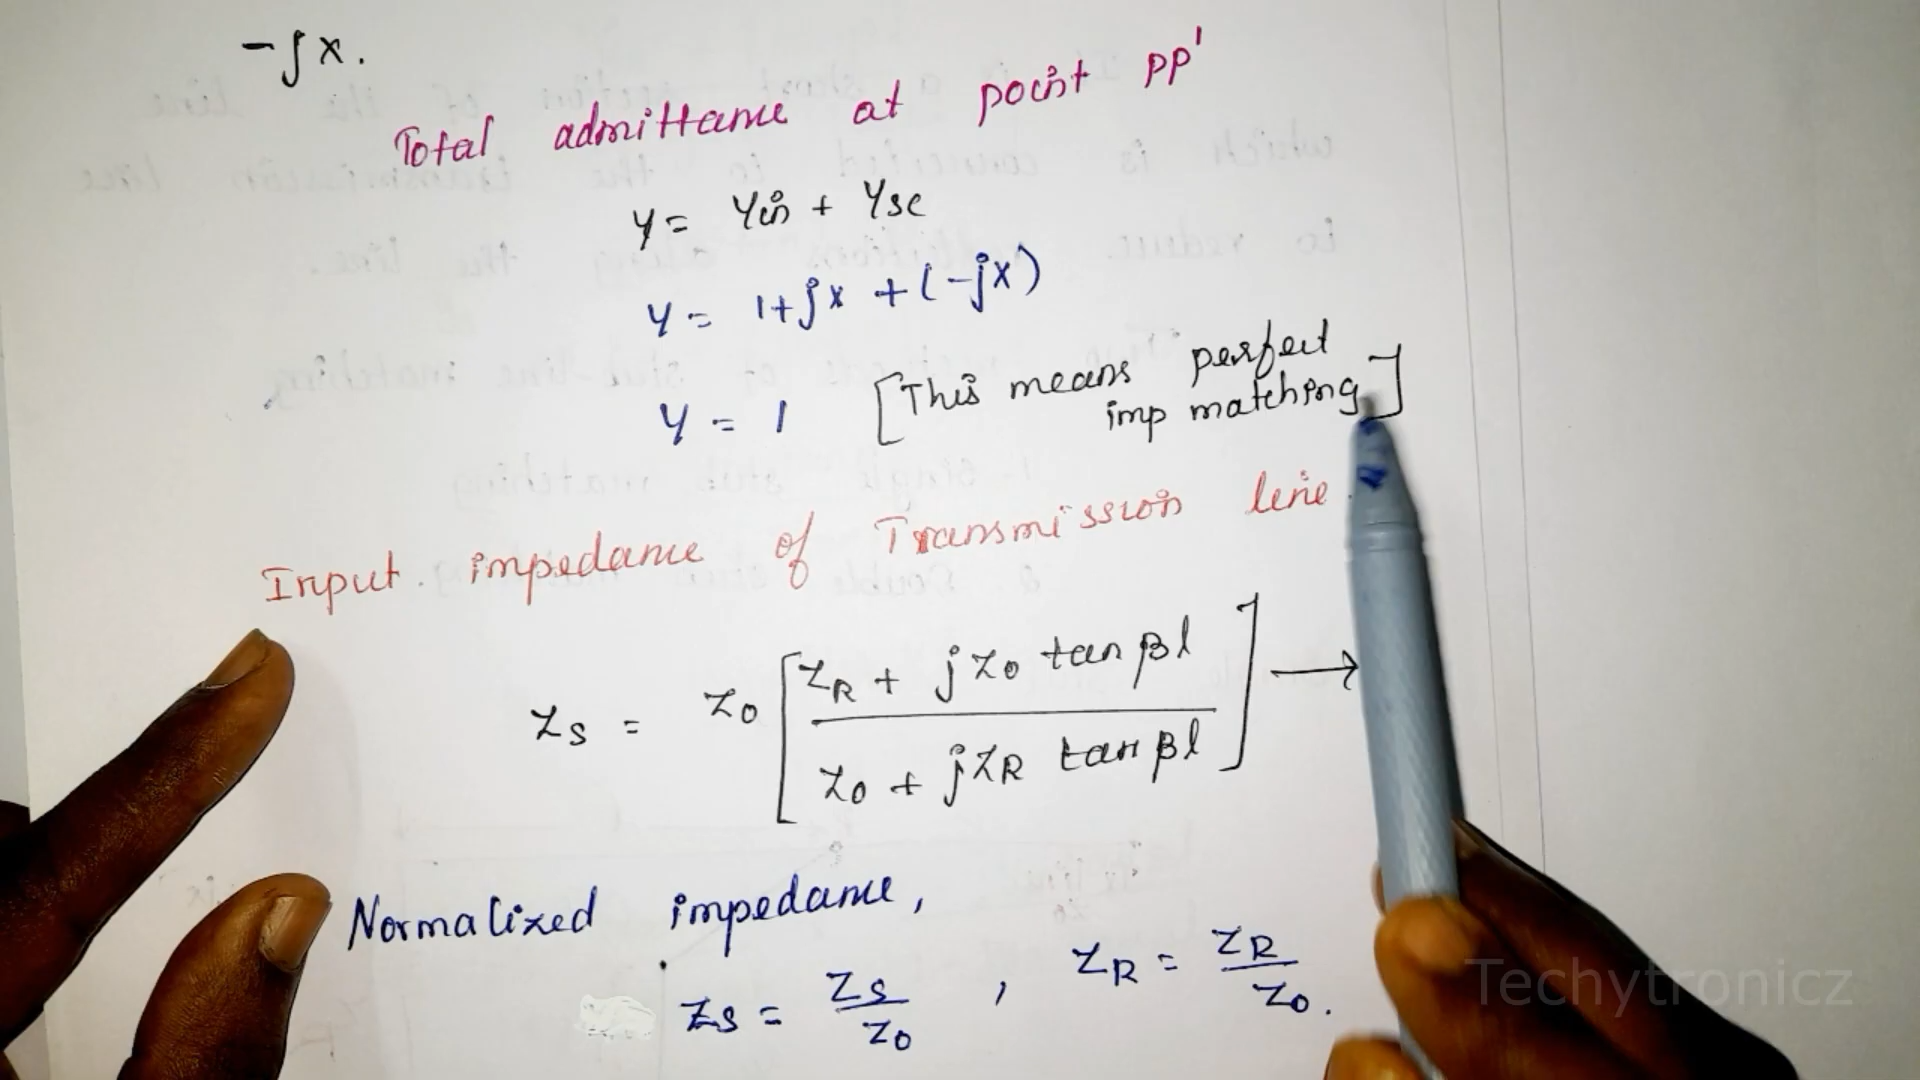 -jx.
Total admittance at point PP'
Y = Yin + Ysc
Y = 1+jx + (-jx)
Y = 1 [This means perfect
imp matching]
Input impedance of Transmission line
Zs = Z0 [ZR + jZ0 tan βl / Z0 + jZR tan βl] →
Normalized impedance,
Zs = Zs/Z0 , ZR = ZR/Z0.
Techytronicz